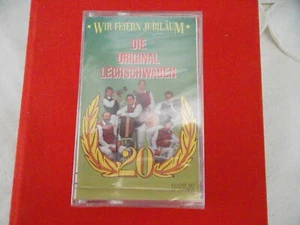 • WIR FEIERN JUBILÄUM •
DIE
ORIGINAL
LECHSCHWABEN
20